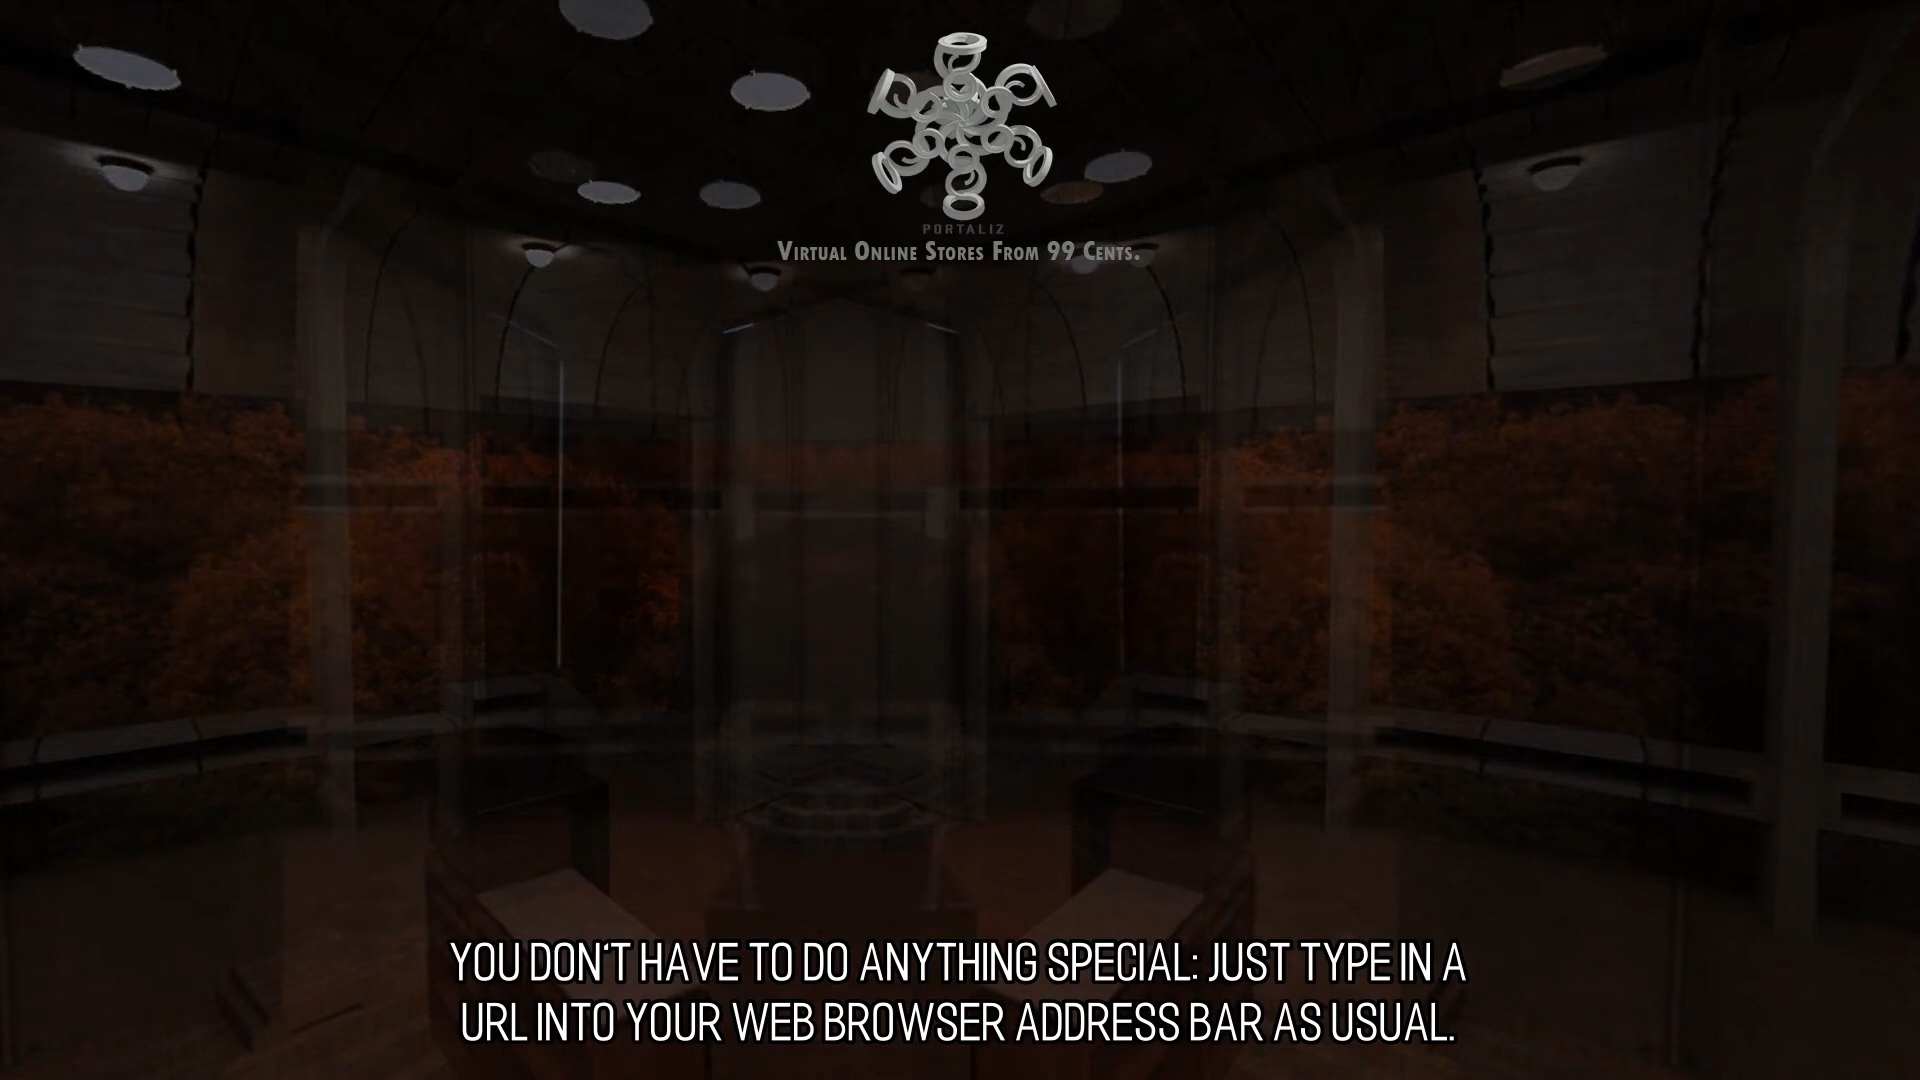 PORTALIZ
Virtual Online Stores From 99 Cents.
YOU DON'T HAVE TO DO ANYTHING SPECIAL: JUST TYPE IN A
URL INTO YOUR WEB BROWSER ADDRESS BAR AS USUAL.